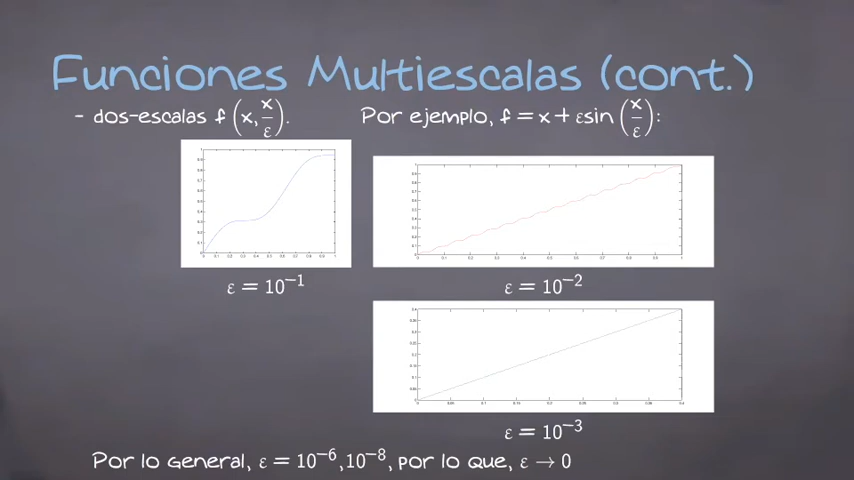 Funciones Multiescalas (cont.)
- dos-escalas f (x, x/ε).
Por ejemplo, f = x + εsin (x/ε):
ε = 10⁻¹
ε = 10⁻²
ε = 10⁻³
Por lo general, ε = 10⁻⁶,10⁻⁸, por lo que, ε → 0